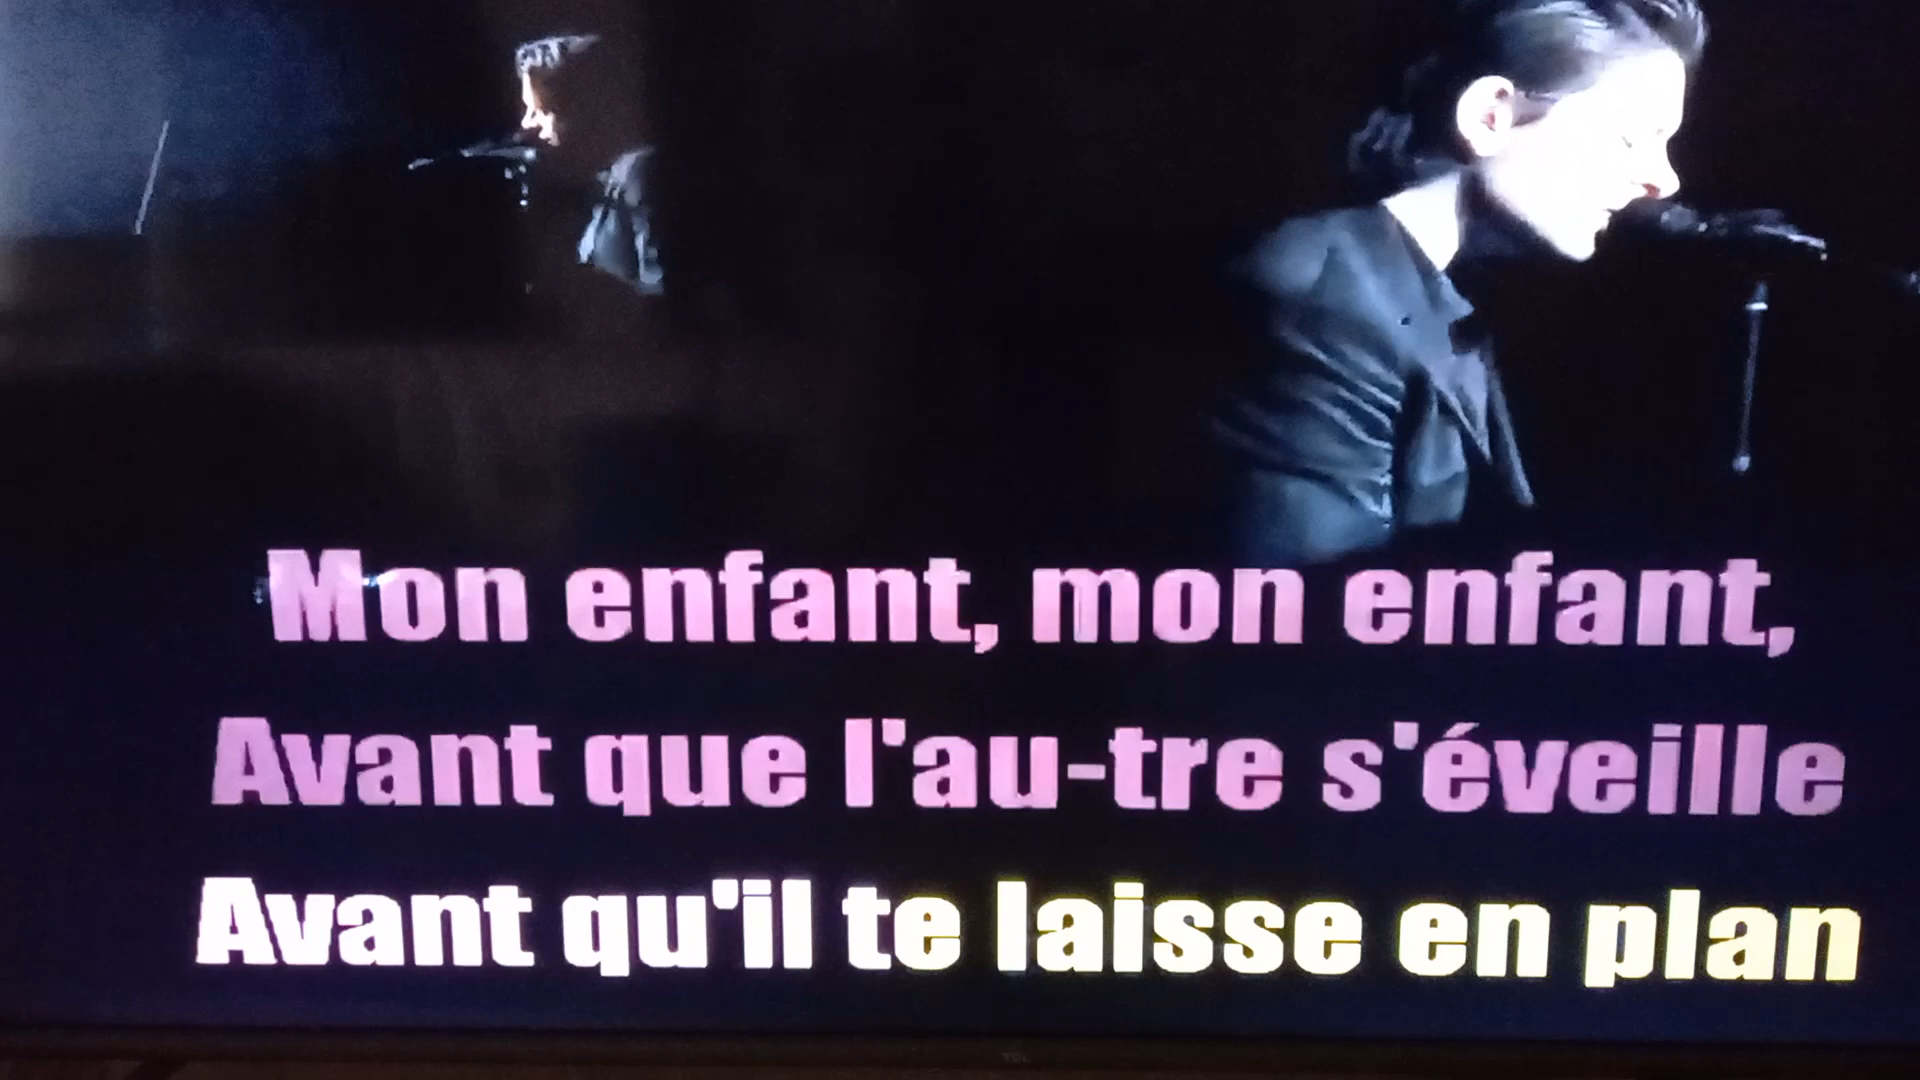 Mon enfant, mon enfant,
Avant que l'au-tre s'éveille
Avant qu'il te laisse en plan